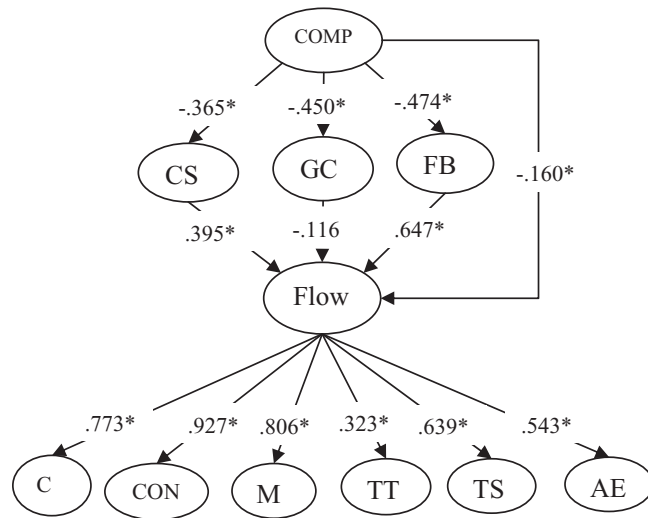 COMP
-.365* -.450* -.474*
CS GC FB -.160*
.395* -.116 .647*
Flow
.773* .927* .806* .323* .639* .543*
C CON M TT TS AE